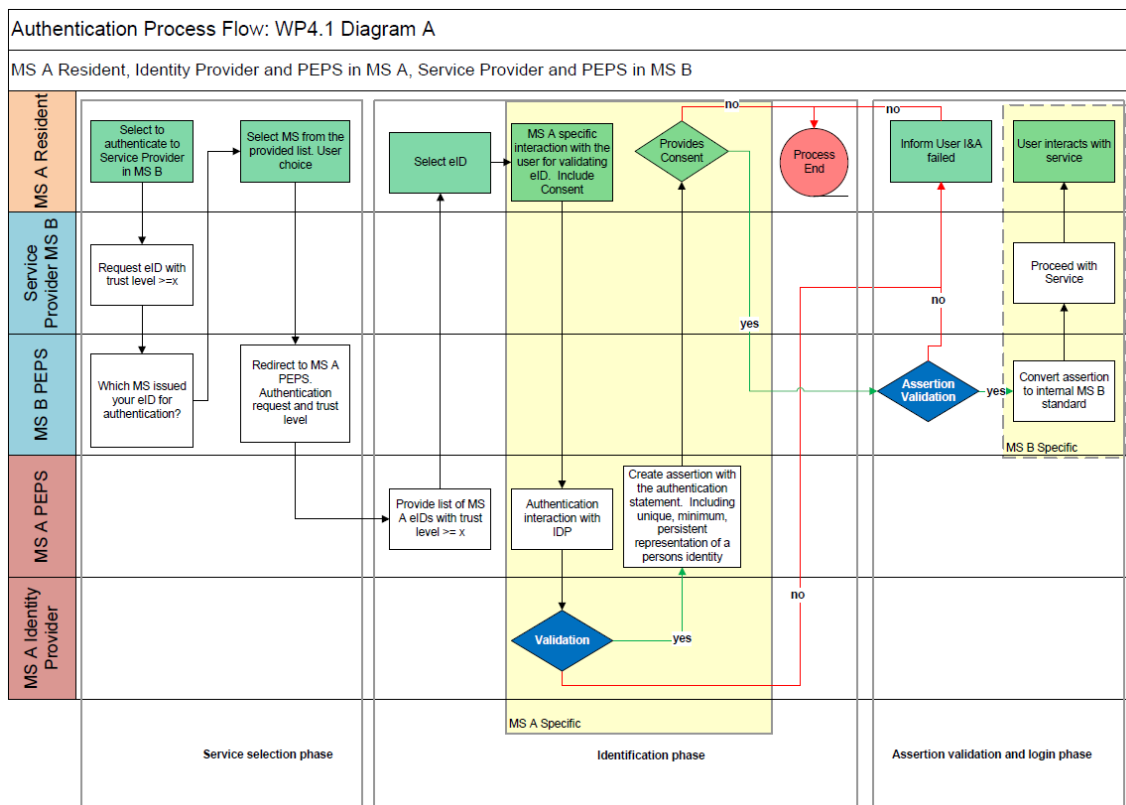 Authentication Process Flow: WP4.1 Diagram A
MS A Resident, Identity Provider and PEPS in MS A, Service Provider and PEPS in MS B
MS A Resident
Select to
authenticate to
Service Provider
in MS B
Select MS from the
provided list. User
choice
Select eID
MS A specific
interaction with the
user for validating
eID. Include
Consent
Provides
Consent
no
Process
End
no
Inform User I&A
failed
User interacts with
service
Service
Provider MS B
Request eID with
trust level >=x
yes
no
Proceed with
Service
MS B PEPS
Which MS issued
your eID for
authentication?
Redirect to MS A
PEPS.
Authentication
request and trust
level
Assertion
Validation
yes
Convert assertion
to internal MS B
standard
MS B Specific
MS A PEPS
Provide list of MS
A eIDs with trust
level >= x
Authentication
interaction with
IDP
Create assertion with
the authentication
statement. Including
unique, minimum,
persistent
representation of a
persons identity
MS A Identity
Provider
Validation
yes
no
MS A Specific
Service selection phase
Identification phase
Assertion validation and login phase